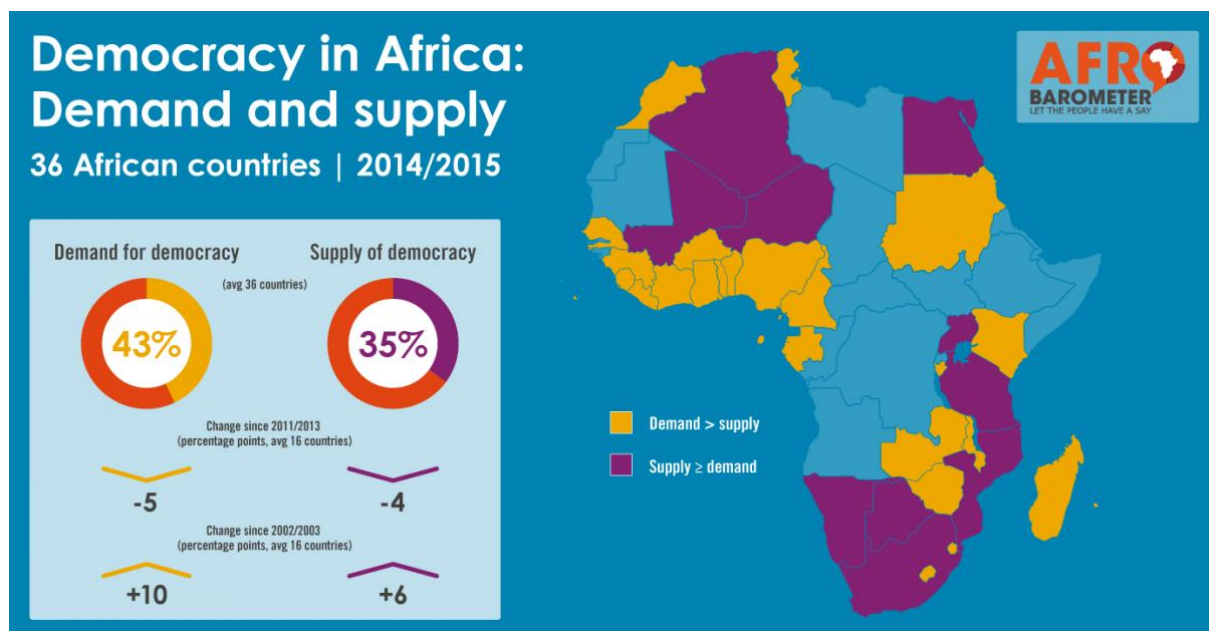 Democracy in Africa:
Demand and supply
36 African countries | 2014/2015
AFRO
BAROMETER
LET THE PEOPLE HAVE A SAY
Demand for democracy
Supply of democracy
(avg 36 countries)
43%
35%
Change since 2011/2013
(percentage points, avg 16 countries)
-5
-4
Change since 2002/2003
(percentage points, avg 16 countries)
+10
+6
Demand > supply
Supply ≥ demand